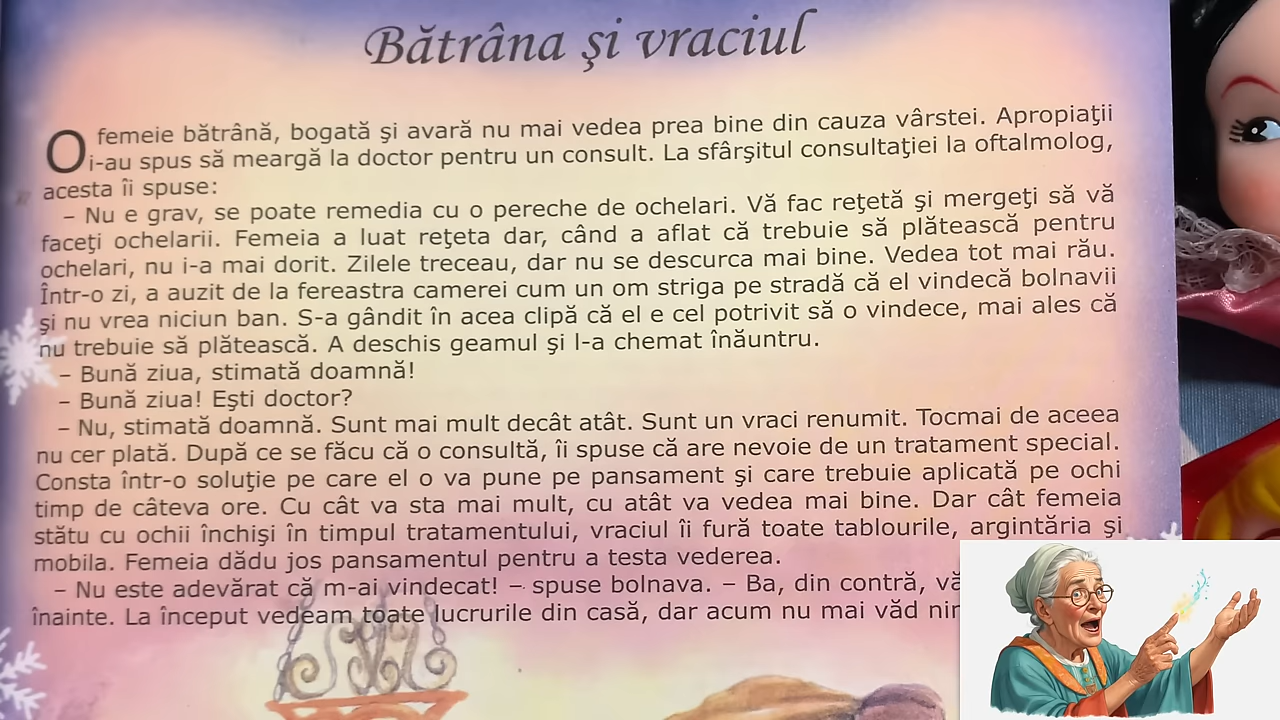 Bătrâna şi vraciul
O femeie bătrână, bogată şi avară nu mai vedea prea bine din cauza vârstei. Apropiaţii
i-au spus să meargă la doctor pentru un consult. La sfârşitul consultaţiei la oftalmolog,
acesta îi spuse:
– Nu e grav, se poate remedia cu o pereche de ochelari. Vă fac reţetă şi mergeţi să vă
faceţi ochelarii. Femeia a luat reţeta dar, când a aflat că trebuie să plătească pentru
ochelari, nu i-a mai dorit. Zilele treceau, dar nu se descurca mai bine. Vedea tot mai rău.
Într-o zi, a auzit de la fereastra camerei cum un om striga pe stradă că el vindecă bolnavii
şi nu vrea niciun ban. S-a gândit în acea clipă că el e cel potrivit să o vindece, mai ales că
nu trebuie să plătească. A deschis geamul şi l-a chemat înăuntru.
– Bună ziua, stimată doamnă!
– Bună ziua! Eşti doctor?
– Nu, stimată doamnă. Sunt mai mult decât atât. Sunt un vraci renumit. Tocmai de aceea
nu cer plată. După ce se făcu că o consultă, îi spuse că are nevoie de un tratament special.
Consta într-o soluţie pe care el o va pune pe pansament şi care trebuie aplicată pe ochi
timp de câteva ore. Cu cât va sta mai mult, cu atât va vedea mai bine. Dar cât femeia
stătu cu ochii închişi în timpul tratamentului, vraciul îi fură toate tablourile, argintăria şi
mobila. Femeia dădu jos pansamentul pentru a testa vederea.
– Nu este adevărat că m-ai vindecat! – spuse bolnava. – Ba, din contră,
înainte. La început vedeam toate lucrurile din casă, dar acum nu mai văd